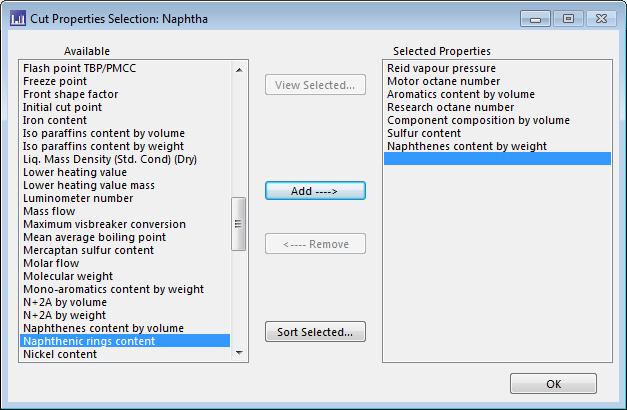 Cut Properties Selection: Naphtha
Available
Flash point TBP/PMCC
Freeze point
Front shape factor
Initial cut point
Iron content
Iso paraffins content by volume
Iso paraffins content by weight
Liq. Mass Density (Std. Cond) (Dry)
Lower heating value
Lower heating value mass
Luminometer number
Mass flow
Maximum visbreaker conversion
Mean average boiling point
Mercaptan sulfur content
Molar flow
Molecular weight
Mono-aromatics content by weight
N+2A by volume
N+2A by weight
Naphthenes content by volume
Naphthenic rings content
Nickel content
View Selected...
Add ---->
<---- Remove
Sort Selected...
Selected Properties
Reid vapour pressure
Motor octane number
Aromatics content by volume
Research octane number
Component composition by volume
Sulfur content
Naphthenes content by weight
OK